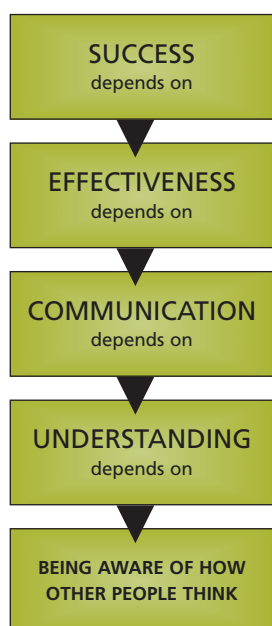 SUCCESS
depends on
EFFECTIVENESS
depends on
COMMUNICATION
depends on
UNDERSTANDING
depends on
BEING AWARE OF HOW
OTHER PEOPLE THINK